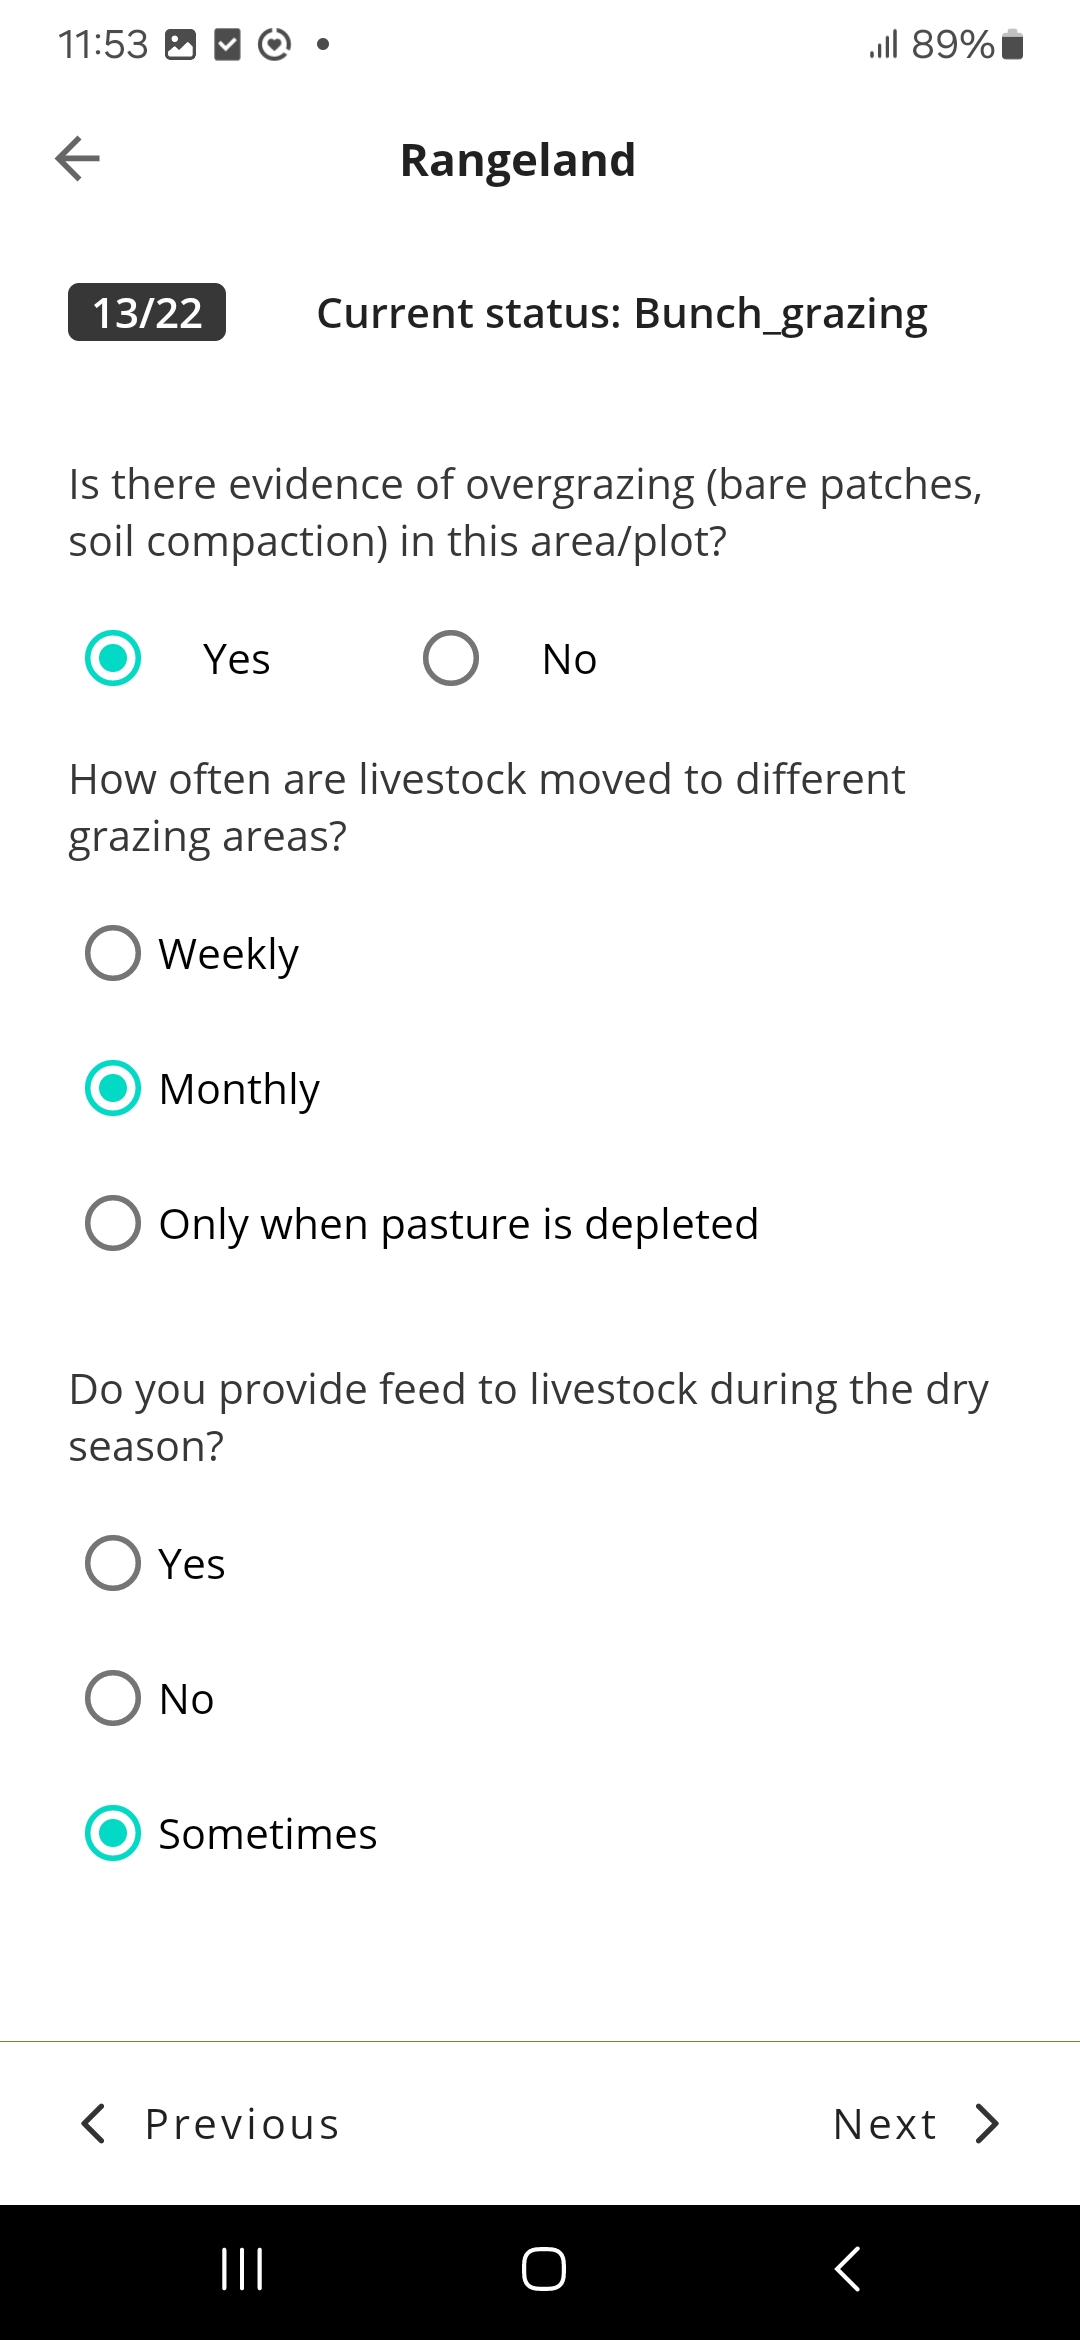 11:53
89%
Rangeland
13/22
Current status: Bunch_grazing
Is there evidence of overgrazing (bare patches,
soil compaction) in this area/plot?
Yes No
How often are livestock moved to different
grazing areas?
Weekly
Monthly
Only when pasture is depleted
Do you provide feed to livestock during the dry
season?
Yes
No
Sometimes
Previous
Next